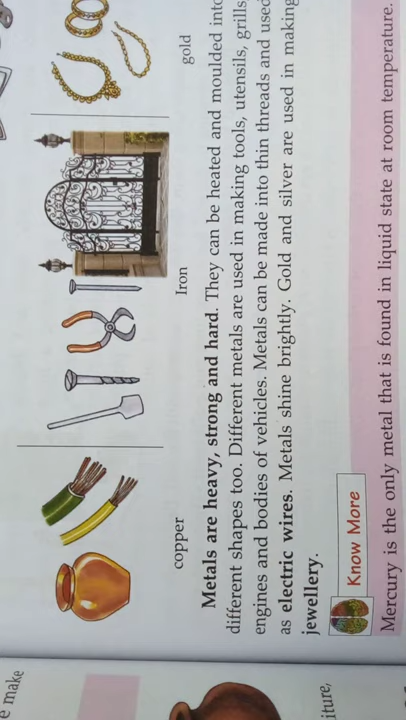 copper Iron gold
Metals are heavy, strong and hard. They can be heated and moulded into
different shapes too. Different metals are used in making tools, utensils, grills,
engines and bodies of vehicles. Metals can be made into thin threads and used
as electric wires. Metals shine brightly. Gold and silver are used in making
jewellery.
Know More
Mercury is the only metal that is found in liquid state at room temperature.
make